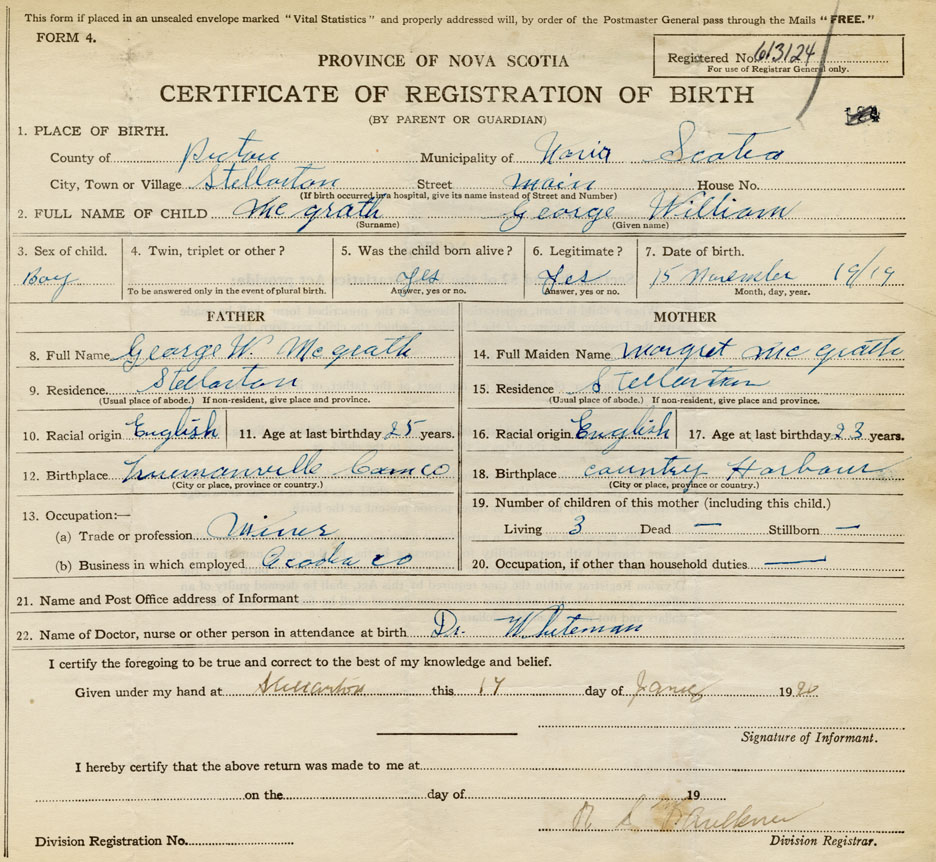 This form if placed in an unsealed envelope marked "Vital Statistics" and properly addressed will, by order of the Postmaster General pass through the Mails "FREE."
FORM 4.
Registered No. 613124
For use of Registrar General only.
PROVINCE OF NOVA SCOTIA
CERTIFICATE OF REGISTRATION OF BIRTH
(BY PARENT OR GUARDIAN)
1. PLACE OF BIRTH.
County of Pictou Municipality of Nova Scotia
City, Town or Village Stellarton Street Main House No.
(If birth occurred in a hospital, give its name instead of Street and Number)
2. FULL NAME OF CHILD McGrath George William
(Surname) (Given name)
3. Sex of child. 4. Twin, triplet or other? 5. Was the child born alive? 6. Legitimate? 7. Date of birth.
Boy Yes Yes 15 November 19/19
To be answered only in the event of plural birth. Answer, yes or no. Answer, yes or no. Month, day, year.
FATHER
8. Full Name George W. McGrath
9. Residence Stellarton
(Usual place of abode.) If non-resident, give place and province.
10. Racial origin English 11. Age at last birthday 25 years.
12. Birthplace
(City or place, province or country.)
13. Occupation:—
(a) Trade or profession Miner
(b) Business in which employed Acadia Co
MOTHER
14. Full Maiden Name Margret McGrath
15. Residence Stellarton
(Usual place of abode.) If non-resident, give place and province.
16. Racial origin English 17. Age at last birthday 23 years.
18. Birthplace Country Harbour
(City or place, province or country.)
19. Number of children of this mother (including this child.)
Living 3 Dead — Stillborn —
20. Occupation, if other than household duties —
21. Name and Post Office address of Informant
22. Name of Doctor, nurse or other person in attendance at birth Dr. Whiteman
I certify the foregoing to be true and correct to the best of my knowledge and belief.
Given under my hand at Stellarton this 17 day of 1920
Signature of Informant.
I hereby certify that the above return was made to me at
on the day of 19
Faulkner
Division Registration No. Division Registrar.